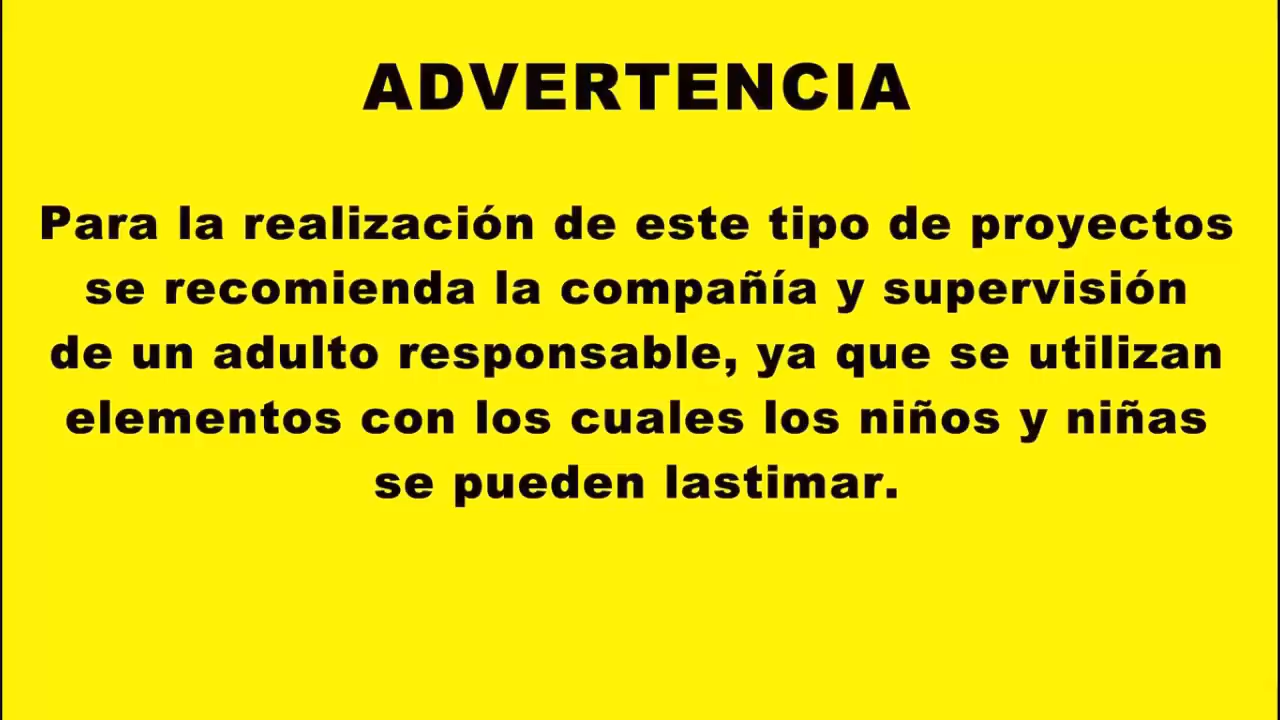 ADVERTENCIA
Para la realización de este tipo de proyectos
se recomienda la compañía y supervisión
de un adulto responsable, ya que se utilizan
elementos con los cuales los niños y niñas
se pueden lastimar.